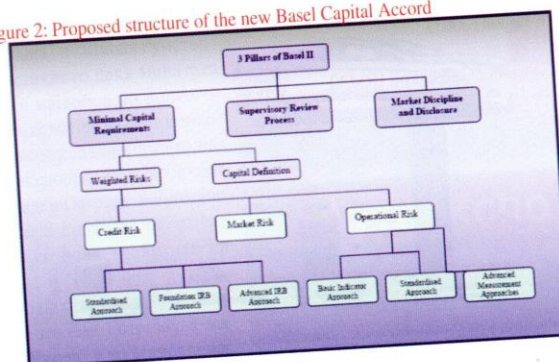 gure 2: Proposed structure of the new Basel Capital Accord
3 Pillars of Basel II
Minimal Capital
Requirements
Supervisory Review
Process
Market Discipline
and Disclosure
Weighted Risks
Capital Definition
Credit Risk
Market Risk
Operational Risk
Standardised
Approach
Foundation IRB
Approach
Advanced IRB
Approach
Basic Indicator
Approach
Standardised
Approach
Advanced
Measurement
Approaches